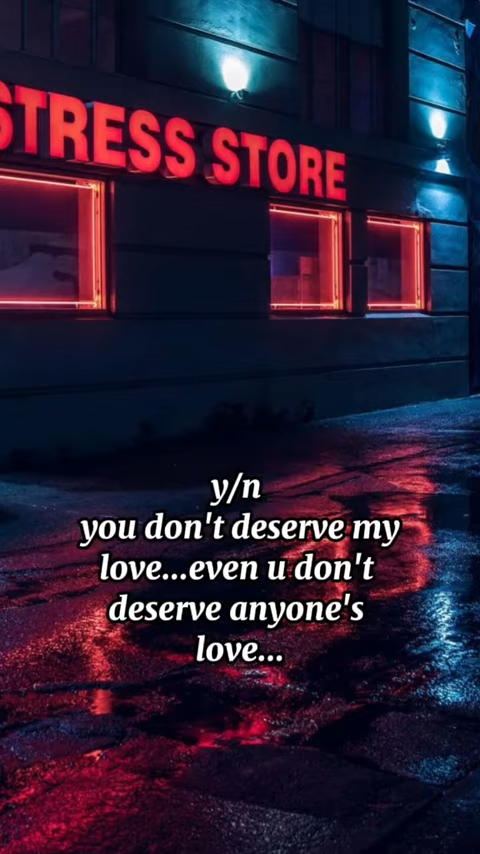 STRESS STORE
y/n
you don't deserve my
love...even u don't
deserve anyone's
love...